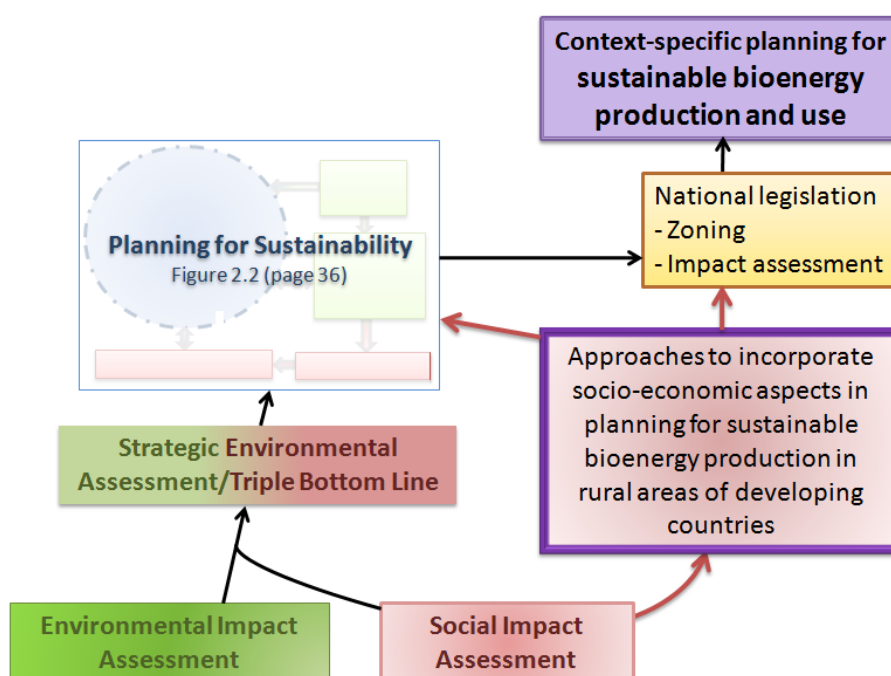 Context-specific planning for
sustainable bioenergy
production and use
National legislation
- Zoning
- Impact assessment
Planning for Sustainability
Figure 2.2 (page 36)
Approaches to incorporate
socio-economic aspects in
planning for sustainable
bioenergy production in
rural areas of developing
countries
Strategic Environmental
Assessment/Triple Bottom Line
Environmental Impact
Assessment
Social Impact
Assessment